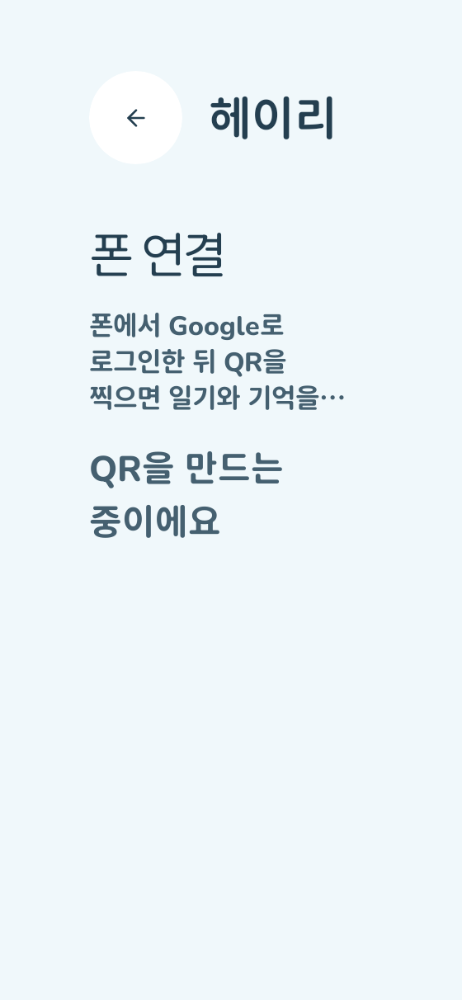 헤이리
폰 연결
폰에서 Google로
로그인한 뒤 QR을
찍으면 일기와 기억을…
QR을 만드는
중이에요